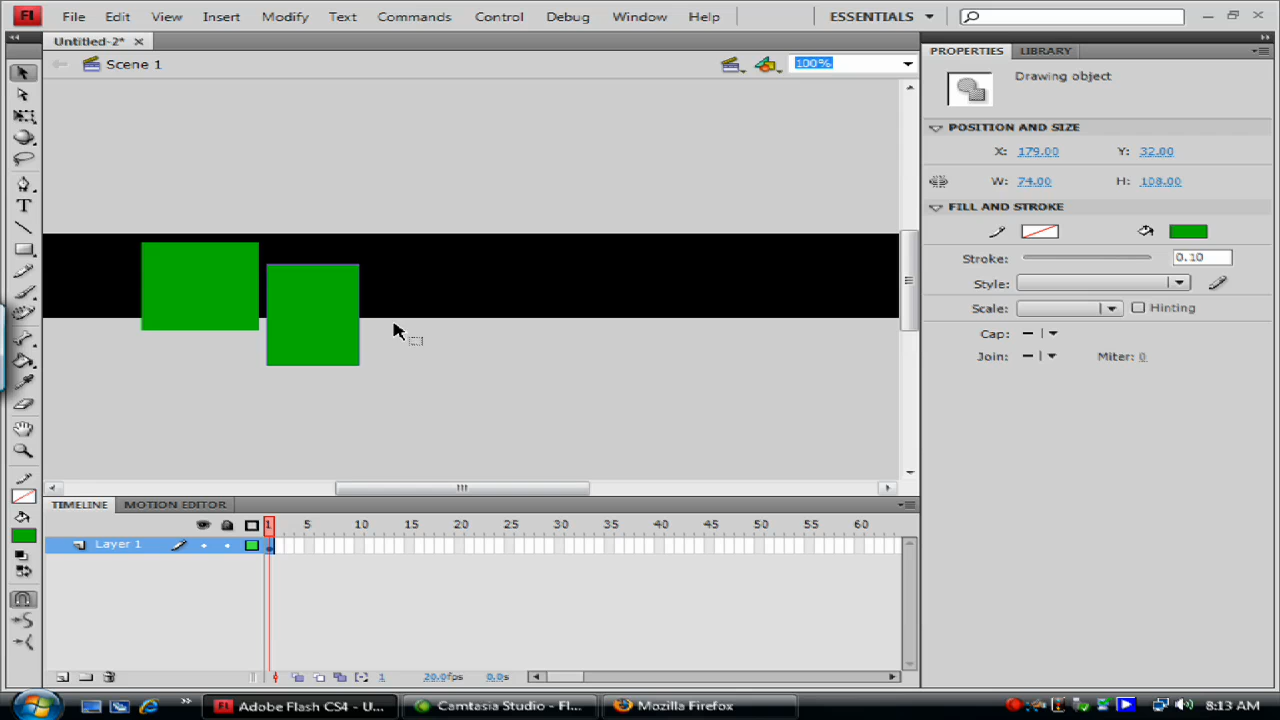 Fl File Edit View Insert Modify Text Commands Control Debug Window Help ESSENTIALS
Untitled-2*
Scene 1 100%
PROPERTIES LIBRARY
Drawing object
POSITION AND SIZE
X: 179.00 Y: 32.00
W: 74.00 H: 108.00
FILL AND STROKE
Stroke: 0.10
Style:
Scale: Hinting
Cap:
Join: Miter: 0
TIMELINE MOTION EDITOR
1 5 10 15 20 25 30 35 40 45 50 55 60
Layer 1
1 20.0fps 0.0s
Fl Adobe Flash CS4 - U... Camtasia Studio - Fl... Mozilla Firefox 8:13 AM